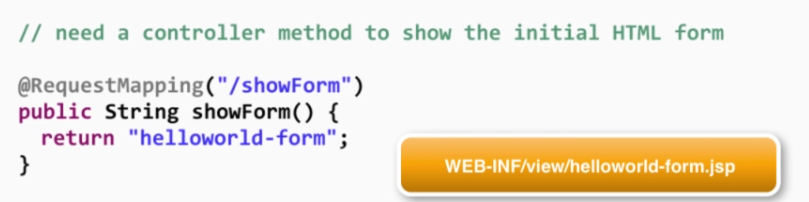 // need a controller method to show the initial HTML form
@RequestMapping("/showForm")
public String showForm() {
  return "helloworld-form";
}
WEB-INF/view/helloworld-form.jsp